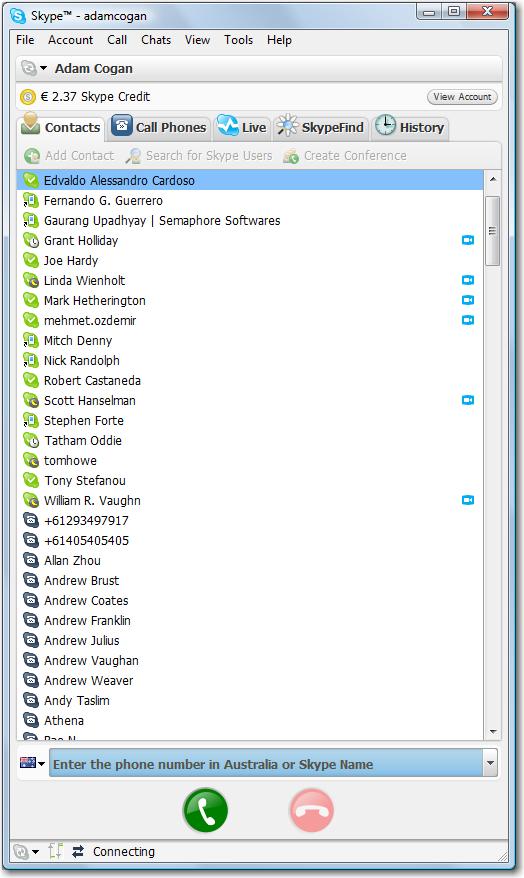 Skype™ - adamcogan
File Account Call Chats View Tools Help
Adam Cogan
€ 2.37 Skype Credit View Account
Contacts Call Phones Live SkypeFind History
Add Contact Search for Skype Users Create Conference
Edvaldo Alessandro Cardoso
Fernando G. Guerrero
Gaurang Upadhyay | Semaphore Softwares
Grant Holliday
Joe Hardy
Linda Wienholt
Mark Hetherington
mehmet.ozdemir
Mitch Denny
Nick Randolph
Robert Castaneda
Scott Hanselman
Stephen Forte
Tatham Oddie
tomhowe
Tony Stefanou
William R. Vaughn
+61293497917
+61405405405
Allan Zhou
Andrew Brust
Andrew Coates
Andrew Franklin
Andrew Julius
Andrew Vaughan
Andrew Weaver
Andy Taslim
Athena
Enter the phone number in Australia or Skype Name
Connecting